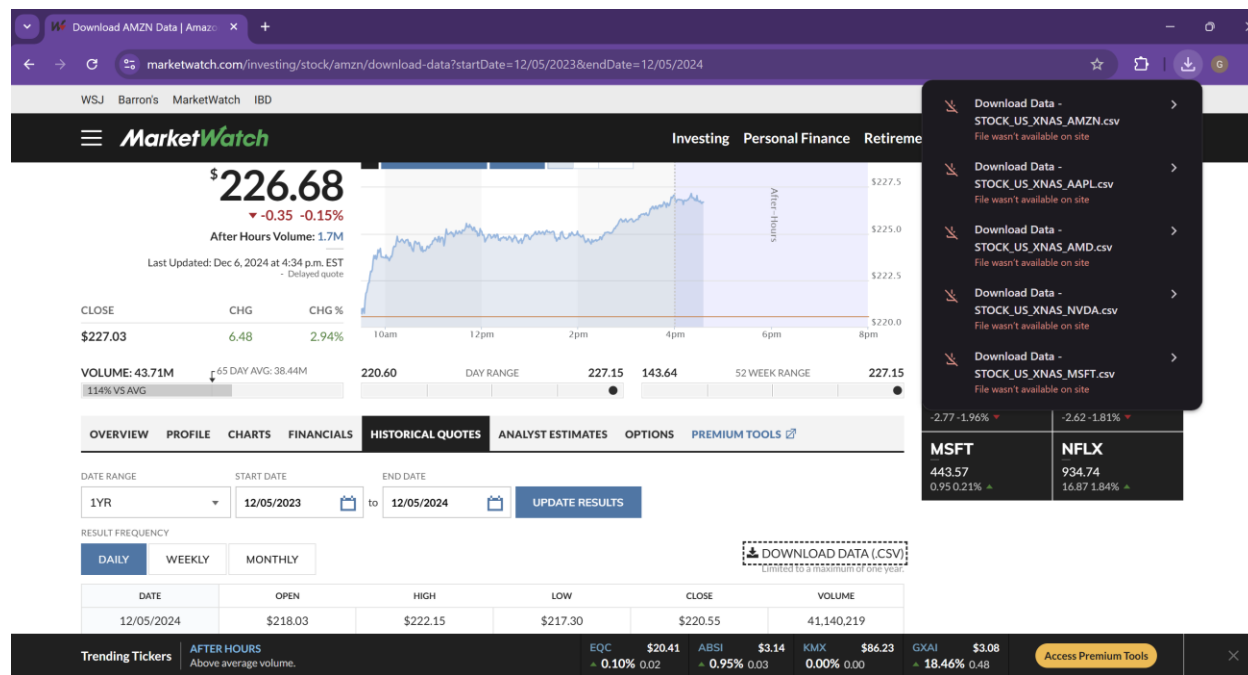 Download AMZN Data | Amazo
marketwatch.com/investing/stock/amzn/download-data?startDate=12/05/2023&endDate=12/05/2024
G
WSJ Barron's MarketWatch IBD
MarketWatch
Investing Personal Finance Retireme
Download Data -
STOCK_US_XNAS_AMZN.csv
File wasn't available on site
Download Data -
STOCK_US_XNAS_AAPL.csv
File wasn't available on site
Download Data -
STOCK_US_XNAS_AMD.csv
File wasn't available on site
Download Data -
STOCK_US_XNAS_NVDA.csv
File wasn't available on site
Download Data -
STOCK_US_XNAS_MSFT.csv
File wasn't available on site
$226.68
-0.35 -0.15%
After Hours Volume: 1.7M
Last Updated: Dec 6, 2024 at 4:34 p.m. EST
- Delayed quote
CLOSE CHG CHG %
$227.03 6.48 2.94%
$227.5
$225.0
$222.5
$220.0
After-Hours
10am 12pm 2pm 4pm 6pm 8pm
VOLUME: 43.71M 65 DAY AVG: 38.44M
114% VS AVG
220.60 DAY RANGE 227.15
143.64 52 WEEK RANGE 227.15
-2.77 -1.96% -2.62 -1.81%
MSFT NFLX
443.57 934.74
0.95 0.21% 16.87 1.84%
OVERVIEW PROFILE CHARTS FINANCIALS HISTORICAL QUOTES ANALYST ESTIMATES OPTIONS PREMIUM TOOLS
DATE RANGE START DATE END DATE
1YR 12/05/2023 to 12/05/2024 UPDATE RESULTS
RESULT FREQUENCY
DAILY WEEKLY MONTHLY
DOWNLOAD DATA (.CSV)
Limited to a maximum of one year.
DATE OPEN HIGH LOW CLOSE VOLUME
12/05/2024 $218.03 $222.15 $217.30 $220.55 41,140,219
Trending Tickers
AFTER HOURS
Above average volume.
EQC $20.41
0.10% 0.02
ABSI $3.14
0.95% 0.03
KMX $86.23
0.00% 0.00
GXAI $3.08
18.46% 0.48
Access Premium Tools